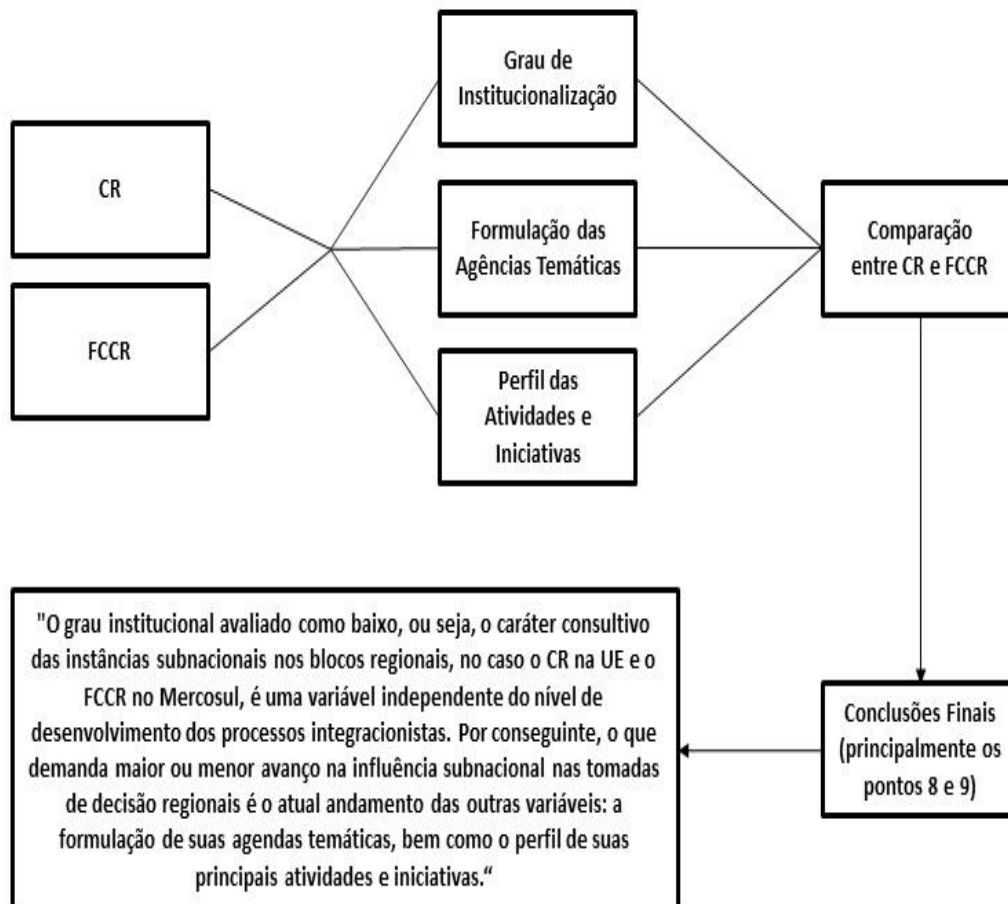 CR
FCCR
Grau de
Institucionalização
Formulação das
Agências Temáticas
Perfil das
Atividades e
Iniciativas
Comparação
entre CR e FCCR
Conclusões Finais
(principalmente os
pontos 8 e 9)
"O grau institucional avaliado como baixo, ou seja, o caráter consultivo
das instâncias subnacionais nos blocos regionais, no caso o CR na UE e o
FCCR no Mercosul, é uma variável independente do nível de
desenvolvimento dos processos integracionistas. Por conseguinte, o que
demanda maior ou menor avanço na influência subnacional nas tomadas
de decisão regionais é o atual andamento das outras variáveis: a
formulação de suas agendas temáticas, bem como o perfil de suas
principais atividades e iniciativas.“